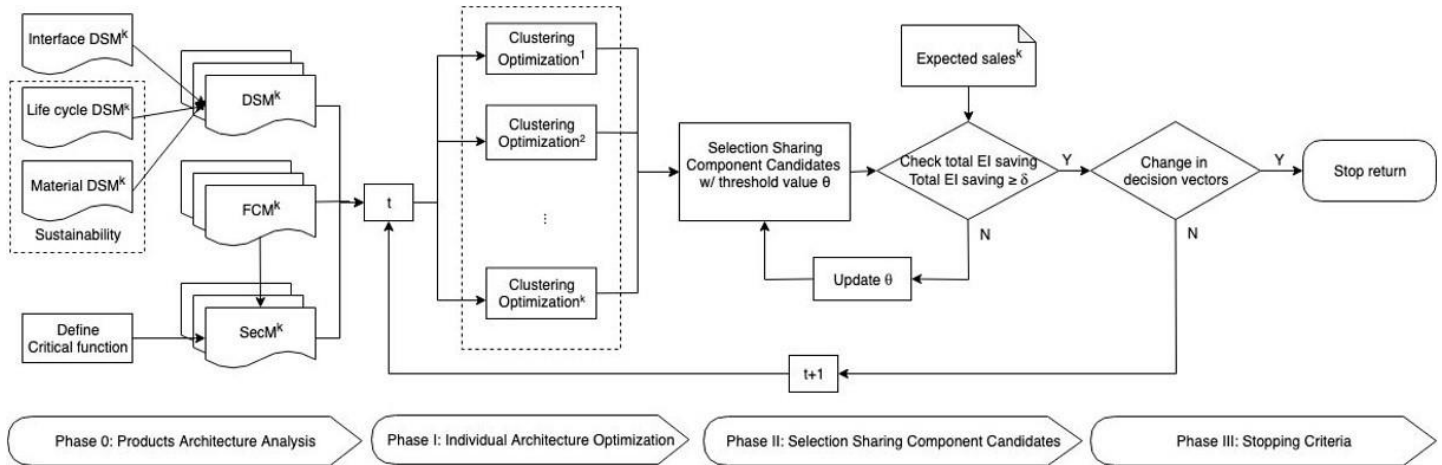 Interface DSM^k
Life cycle DSM^k
Material DSM^k
Sustainability
Define
Critical function
DSM^k
FCM^k
SecM^k
t
Clustering
Optimization^1
Clustering
Optimization^2
...
Clustering
Optimization^k
Selection Sharing
Component Candidates
w/ threshold value θ
Expected sales^k
Check total EI saving
Total EI saving ≥ δ
Y
N
Update θ
Change in
decision vectors
Y
N
Stop return
t+1
Phase 0: Products Architecture Analysis
Phase I: Individual Architecture Optimization
Phase II: Selection Sharing Component Candidates
Phase III: Stopping Criteria